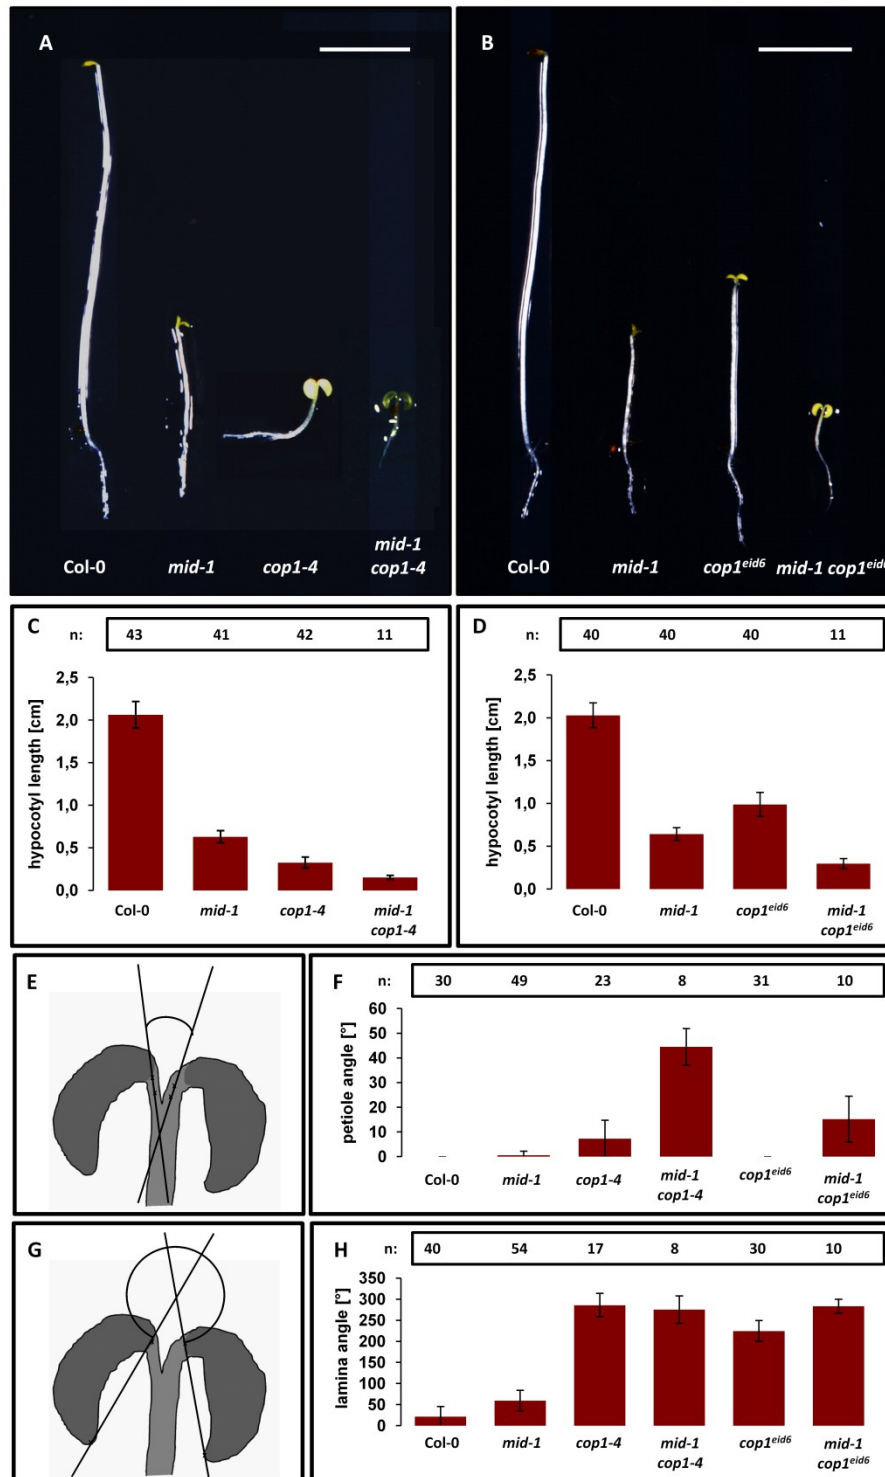 A
Col-0 mid-1 cop1-4 mid-1
cop1-4
B
Col-0 mid-1 cop1eid6 mid-1 cop1eid6
C
n: 43 41 42 11
hypocotyl length [cm]
2,5
2,0
1,5
1,0
0,5
0,0
Col-0 mid-1 cop1-4 mid-1
cop1-4
D
n: 40 40 40 11
hypocotyl length [cm]
2,5
2,0
1,5
1,0
0,5
0,0
Col-0 mid-1 cop1eid6 mid-1
cop1eid6
E
F
n: 30 49 23 8 31 10
petiole angle [°]
60
50
40
30
20
10
0
Col-0 mid-1 cop1-4 mid-1 cop1eid6 mid-1
cop1-4 cop1eid6
G
H
n: 40 54 17 8 30 10
lamina angle [°]
350
300
250
200
150
100
50
0
Col-0 mid-1 cop1-4 mid-1 cop1eid6 mid-1
cop1-4 cop1eid6